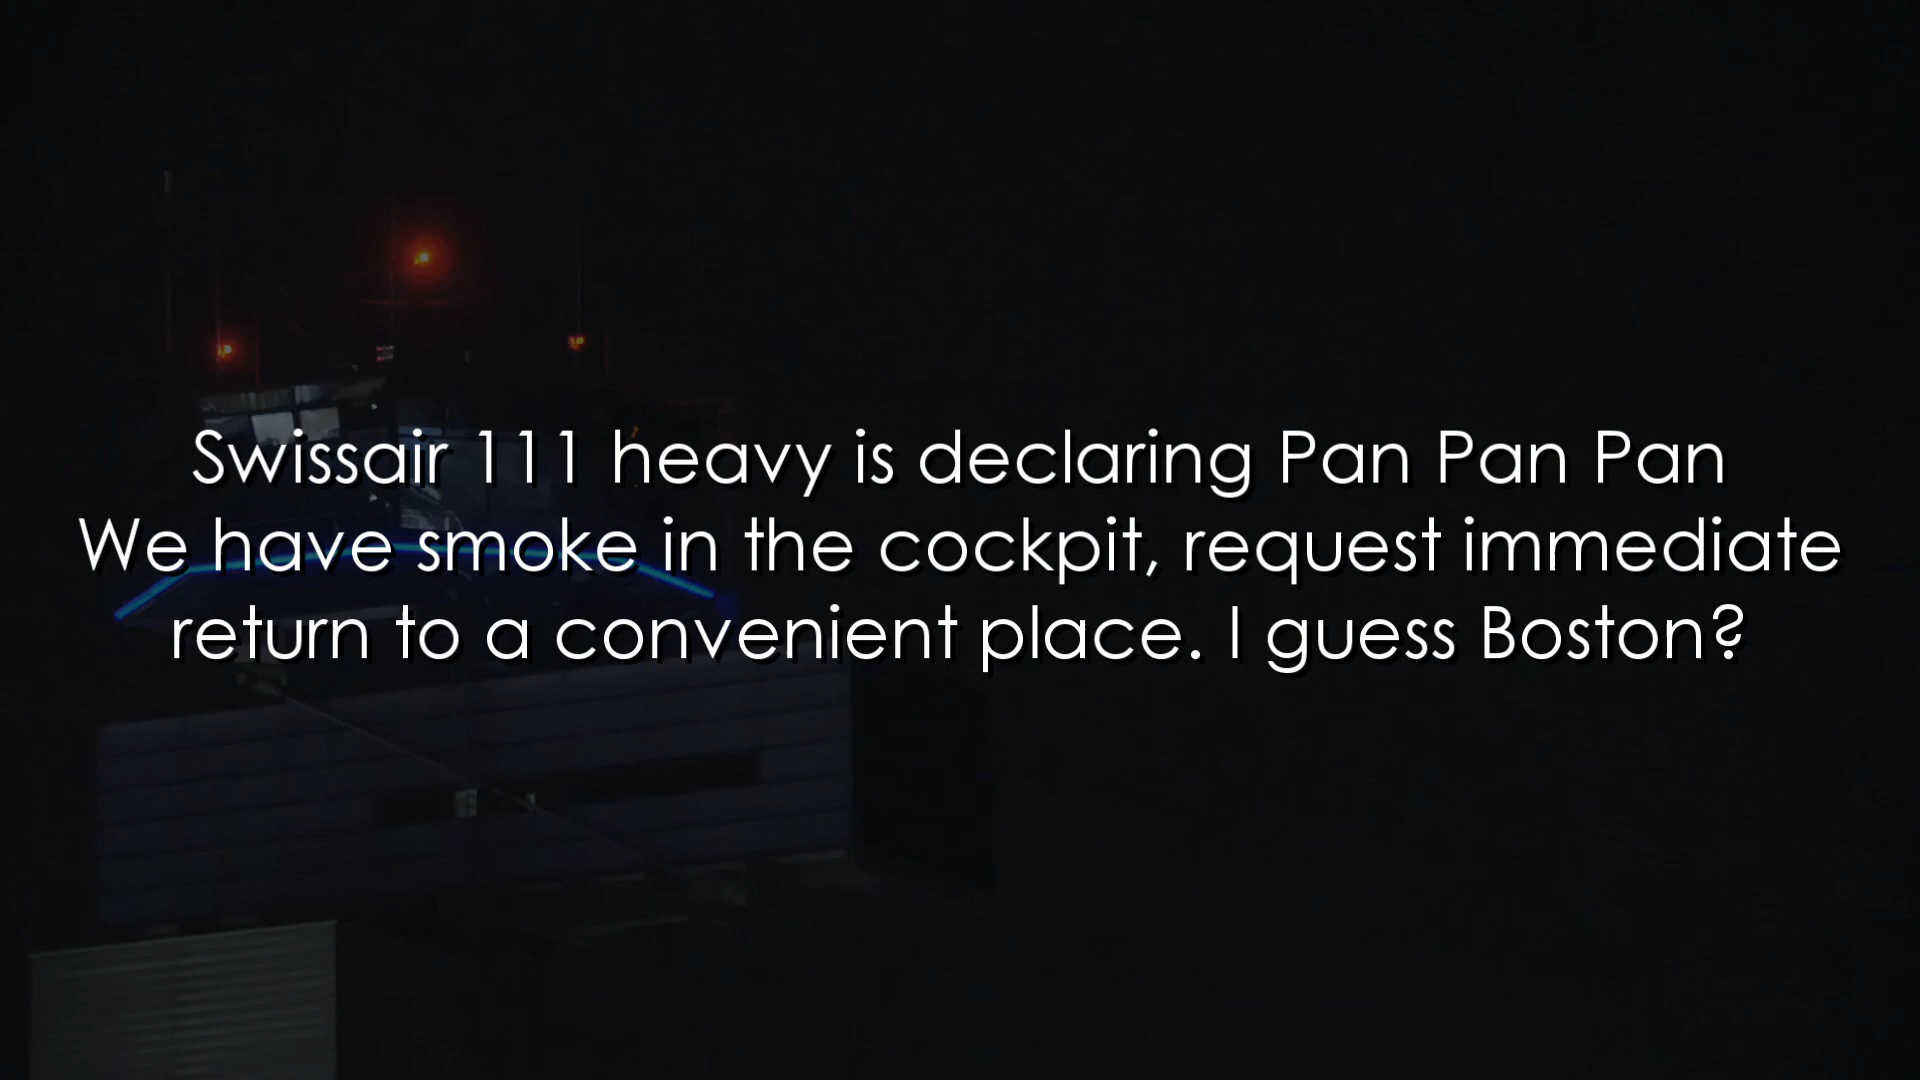 Swissair 111 heavy is declaring Pan Pan Pan
We have smoke in the cockpit, request immediate
return to a convenient place. I guess Boston?